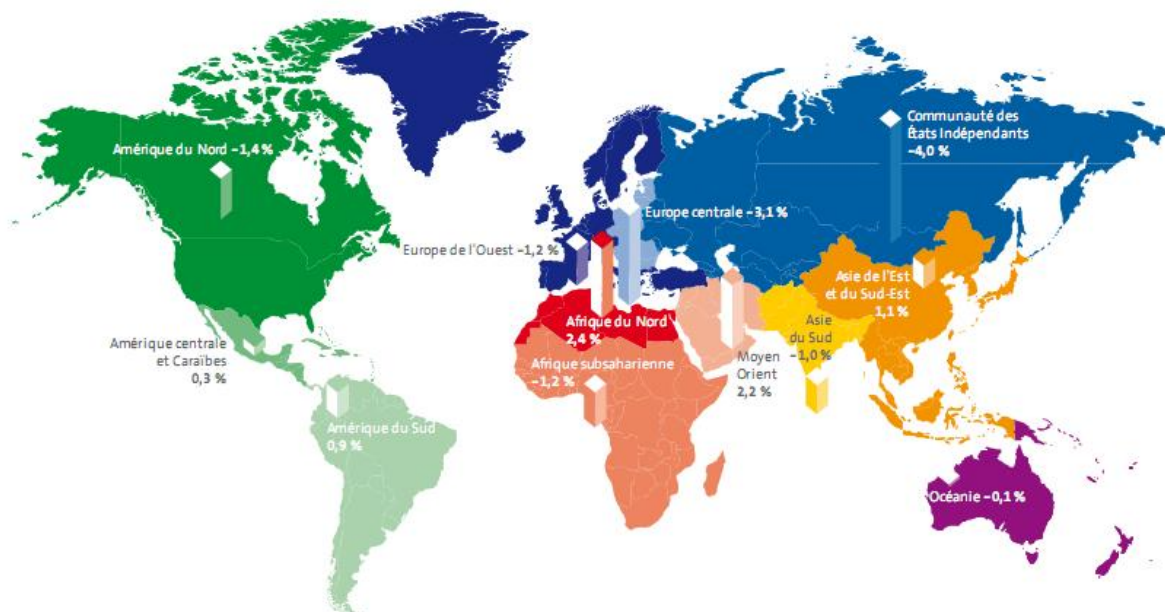 Amérique du Nord –1,4 %
Communauté des
États Indépendants
–4,0 %
Europe centrale –3,1 %
Europe de l'Ouest –1,2 %
Asie de l'Est
et du Sud-Est
1,1 %
Afrique du Nord
2,4 %
Asie
du Sud
–1,0 %
Amérique centrale
et Caraïbes
0,3 %
Moyen
Orient
2,2 %
Afrique subsaharienne
–1,2 %
Amérique du Sud
0,9 %
Océanie –0,1 %